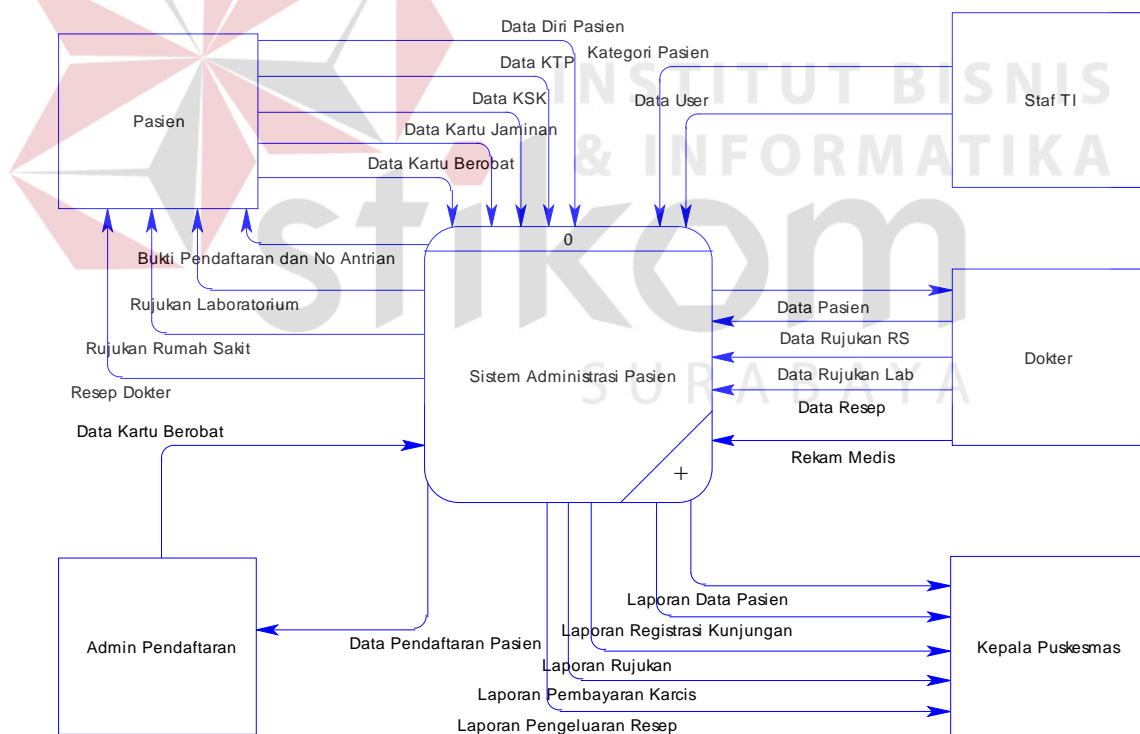 Data Diri Pasien
Kategori Pasien
Data KTP
INSTITUT BISNIS
Data KSK
Data User
Staf TI
Pasien
Data Kartu Jaminan
& INFORMATIKA
Data Kartu Berobat
stikom
0
Bukti Pendaftaran dan No Antrian
Rujukan Laboratorium
Data Pasien
Rujukan Rumah Sakit
Data Rujukan RS
Dokter
Sistem Administrasi Pasien
SURABAYA
Data Rujukan Lab
Resep Dokter
Data Resep
Data Kartu Berobat
Rekam Medis
+
Laporan Data Pasien
Laporan Registrasi Kunjungan
Admin Pendaftaran
Data Pendaftaran Pasien
Kepala Puskesmas
Laporan Rujukan
Laporan Pembayaran Karcis
Laporan Pengeluaran Resep